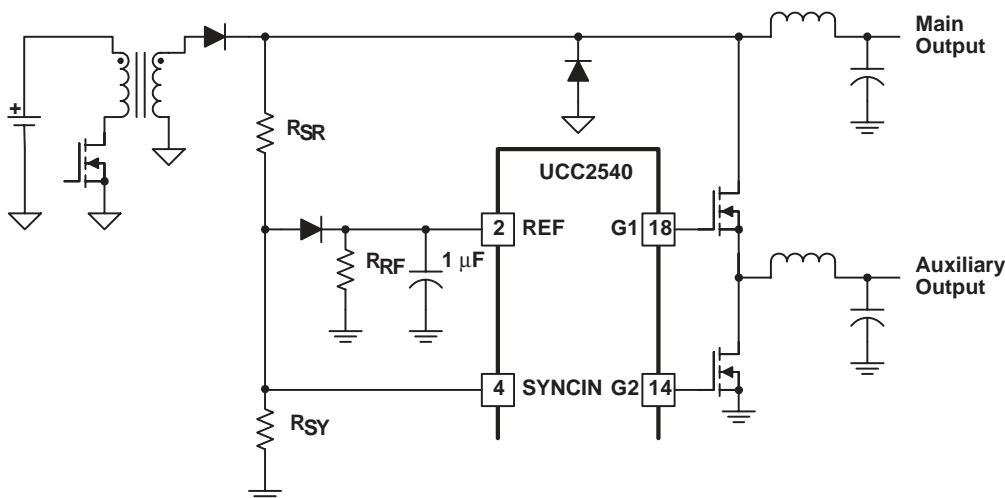 Main
Output
+
RSR
UCC2540
2 REF G1 18
RRF 1 μF
Auxiliary
Output
4 SYNCIN G2 14
RSY